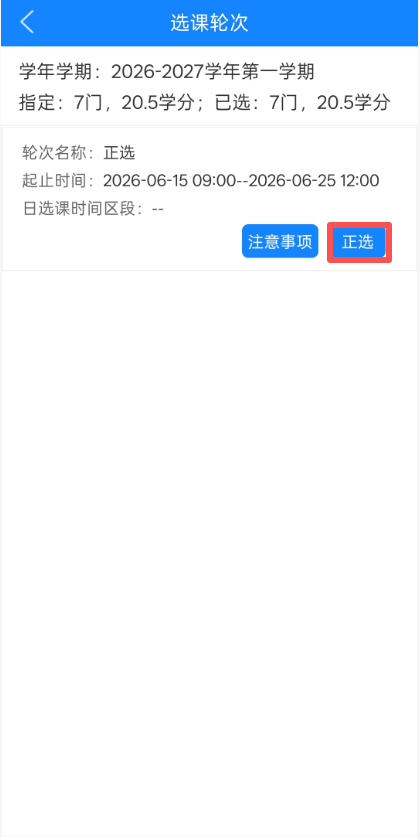 选课轮次
学年学期：2026-2027学年第一学期
指定：7门，20.5学分；已选：7门，20.5学分
轮次名称：正选
起止时间：2026-06-15 09:00--2026-06-25 12:00
日选课时间区段：--
注意事项 正选